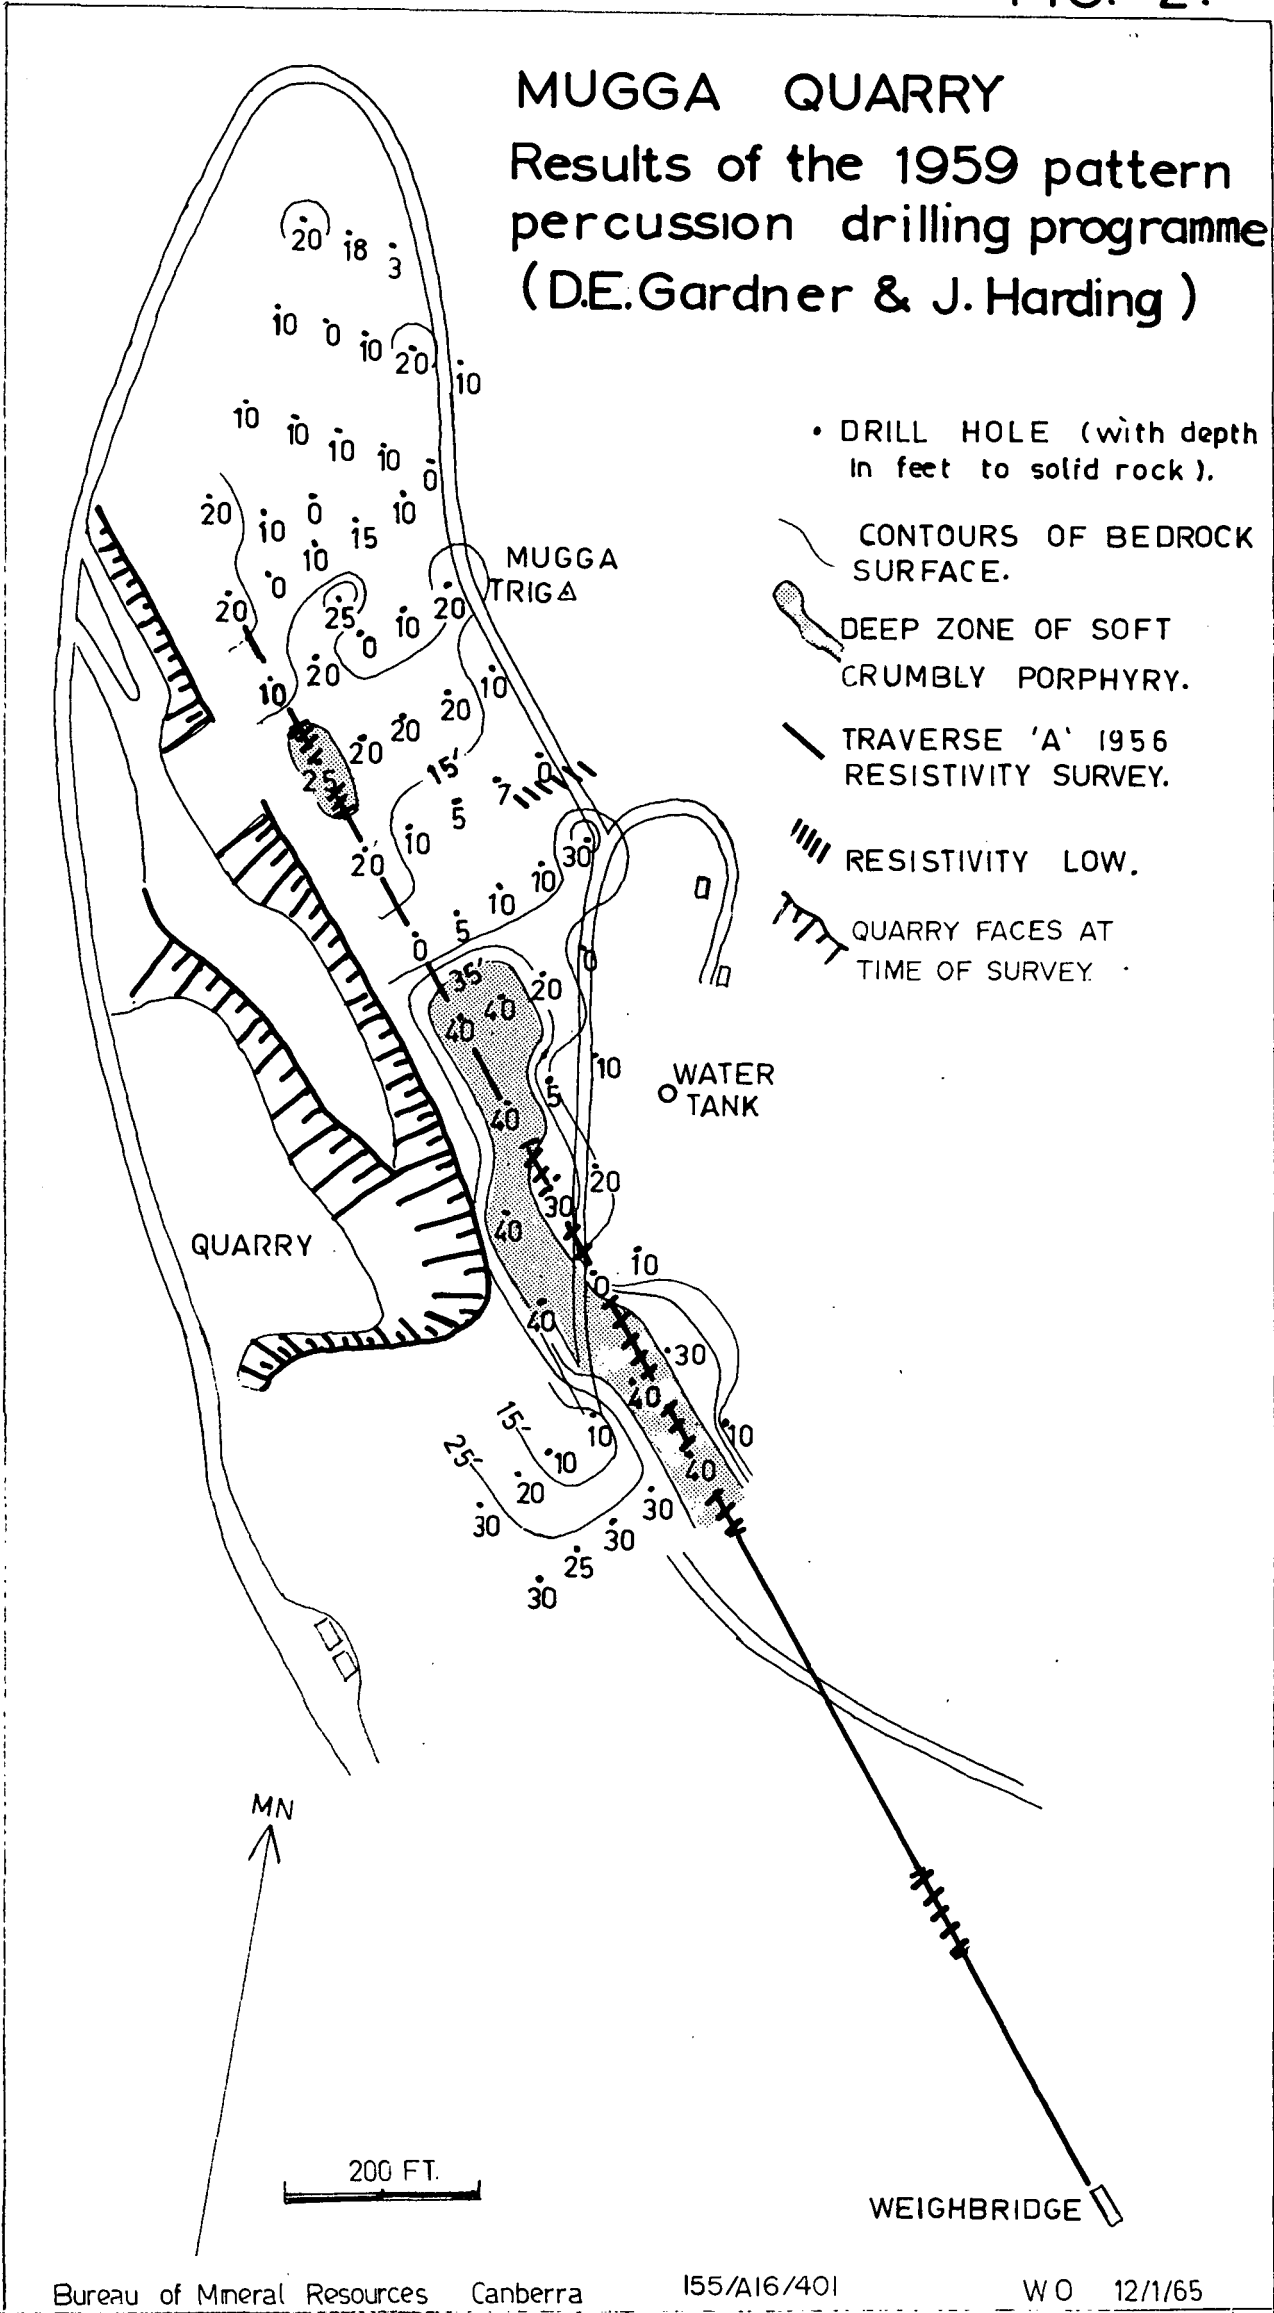 FIG. 2.
MUGGA QUARRY
Results of the 1959 pattern
percussion drilling programme
(D.E. Gardner & J. Harding)
• DRILL HOLE (with depth
in feet to solid rock).
CONTOURS OF BEDROCK
SURFACE.
DEEP ZONE OF SOFT
CRUMBLY PORPHYRY.
TRAVERSE 'A' 1956
RESISTIVITY SURVEY.
RESISTIVITY LOW.
QUARRY FACES AT
TIME OF SURVEY.
20 18 3
10 0 10 20 10
10 10 10 10 0
20 10 0 15 10
10
MUGGA
TRIG
20 0 25 0 10 20
10 20
20 20 20 10
25
15'
5 7 0
20 10
30
10
10
0 5
0
35'
40 40 20
10
5
WATER
TANK
40
20
30
40
10
0
QUARRY
40
30
40
10
15'
10
25'
10
40
20
30
30
30
25
30
MN
200 FT.
WEIGHBRIDGE
Bureau of Mineral Resources Canberra
155/A16/401
W O 12/1/65